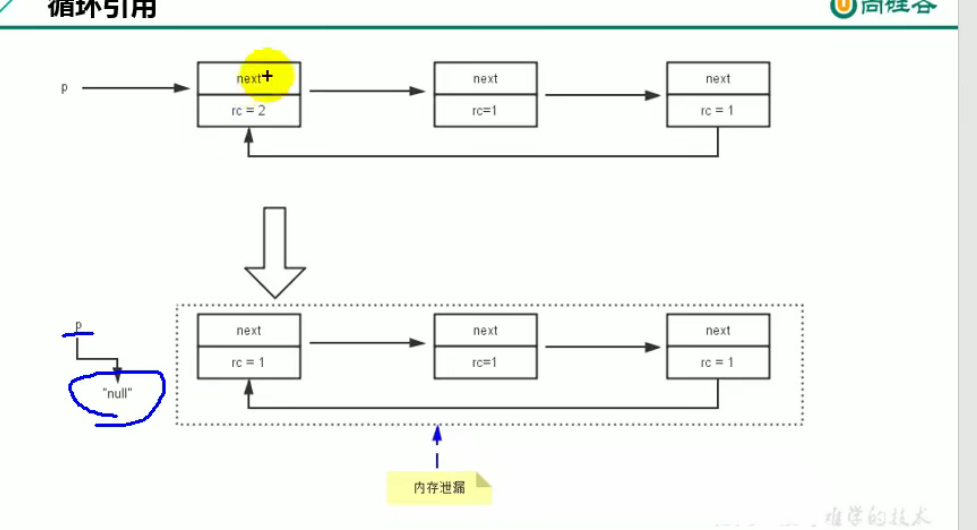 循环引用
尚硅谷
p
next
next
next
rc = 2
rc=1
rc = 1
p
next
next
next
rc = 1
rc=1
rc = 1
"null"
内存泄漏
难学的技术